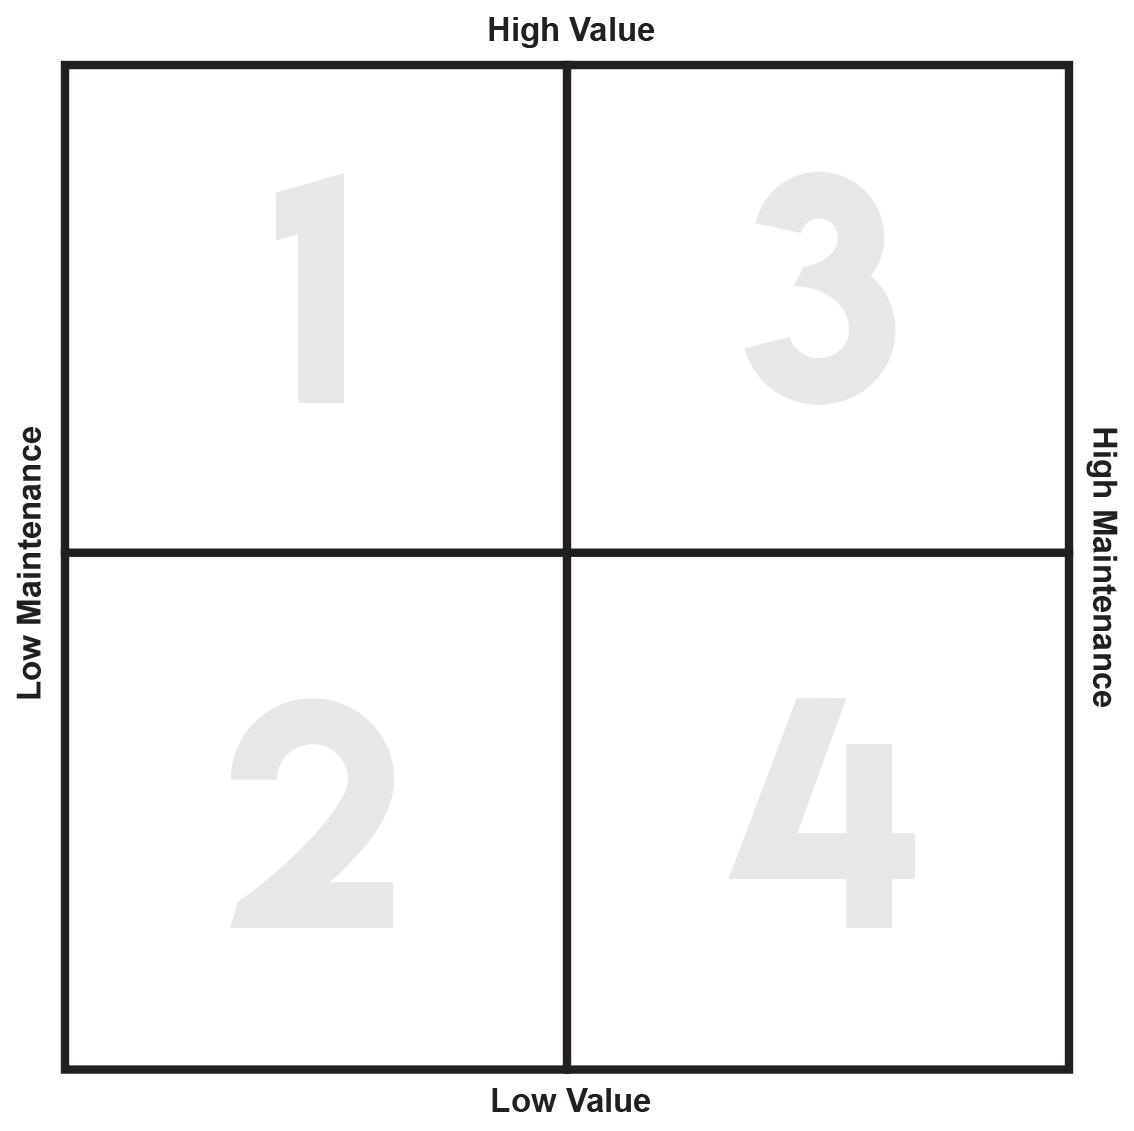 High Value
1
3
Low Maintenance
High Maintenance
2
4
Low Value